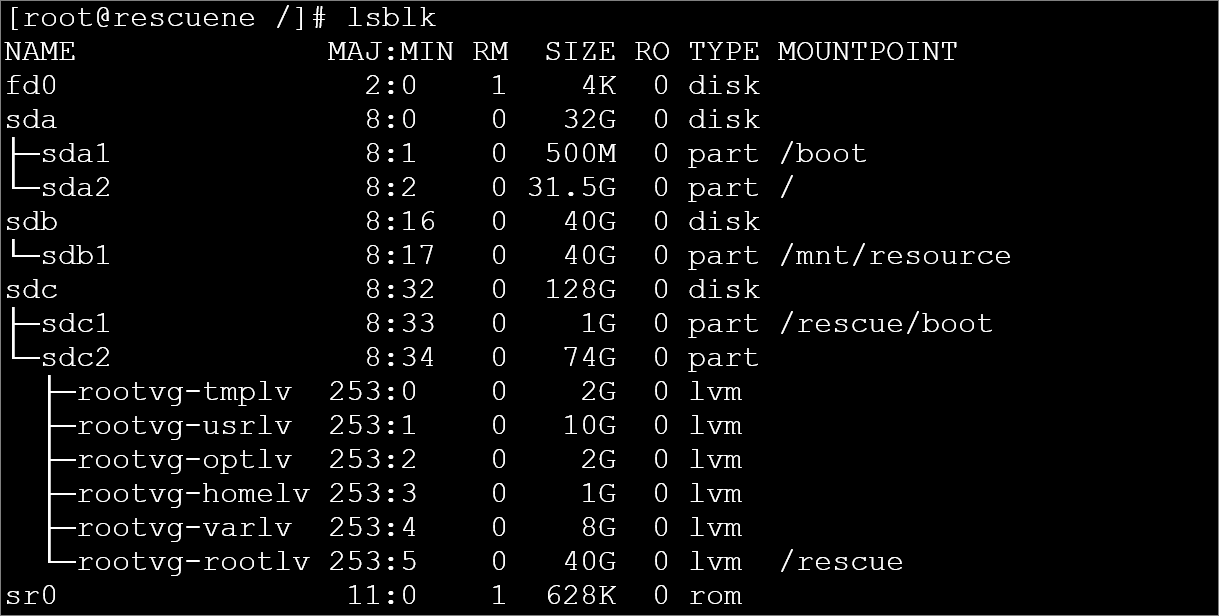 [root@rescuene /]# lsblk
NAME               MAJ:MIN RM   SIZE RO TYPE MOUNTPOINT
fd0                  2:0    1     4K  0 disk
sda                  8:0    0    32G  0 disk
├─sda1               8:1    0   500M  0 part /boot
└─sda2               8:2    0  31.5G  0 part /
sdb                  8:16   0    40G  0 disk
└─sdb1               8:17   0    40G  0 part /mnt/resource
sdc                  8:32   0   128G  0 disk
├─sdc1               8:33   0     1G  0 part /rescue/boot
└─sdc2               8:34   0    74G  0 part
  ├─rootvg-tmplv   253:0    0     2G  0 lvm
  ├─rootvg-usrlv   253:1    0    10G  0 lvm
  ├─rootvg-optlv   253:2    0     2G  0 lvm
  ├─rootvg-homelv  253:3    0     1G  0 lvm
  ├─rootvg-varlv   253:4    0     8G  0 lvm
  └─rootvg-rootlv  253:5    0    40G  0 lvm  /rescue
sr0                 11:0    1   628K  0 rom